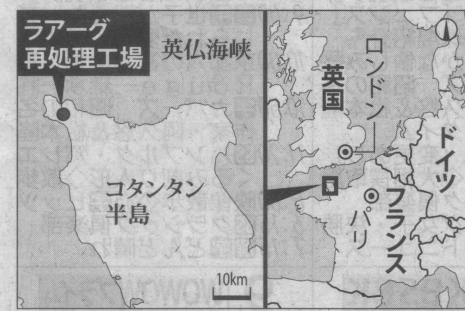 ラアーグ
再処理工場
英仏海峡
コタンタン
半島
10km
ロンドン
英国
ドイツ
フランス
パリ